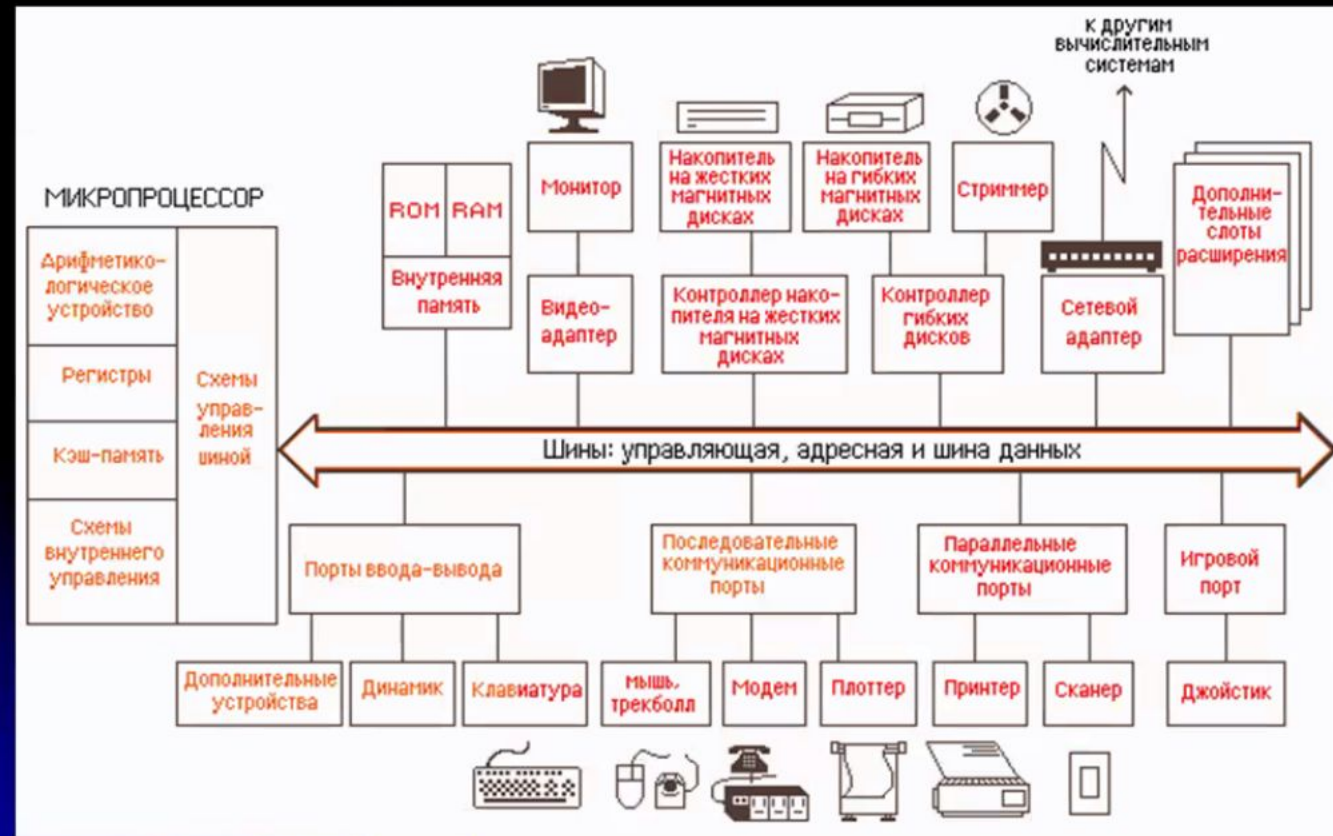 к другим
вычислительным
системам
МИКРОПРОЦЕССОР
Арифметико-
логическое
устройство
Регистры
Кэш-память
Схемы
внутреннего
управления
Схемы
управ-
ления
шиной
ROM RAM
Внутренняя
память
Монитор
Видео-
адаптер
Накопитель
на жестких
магнитных
дисках
Контроллер нако-
пителя на жестких
магнитных
дисках
Накопитель
на гибких
магнитных
дисках
Стриммер
Контроллер
гибких
дисков
Сетевой
адаптер
Дополни-
тельные
слоты
расширения
Шины: управляющая, адресная и шина данных
Порты ввода-вывода
Последовательные
коммуникационные
порты
Параллельные
коммуникационные
порты
Игровой
порт
Дополнительные
устройства
Динамик
Клавиатура
мышь,
трекболл
Модем
Плоттер
Принтер
Сканер
Джойстик